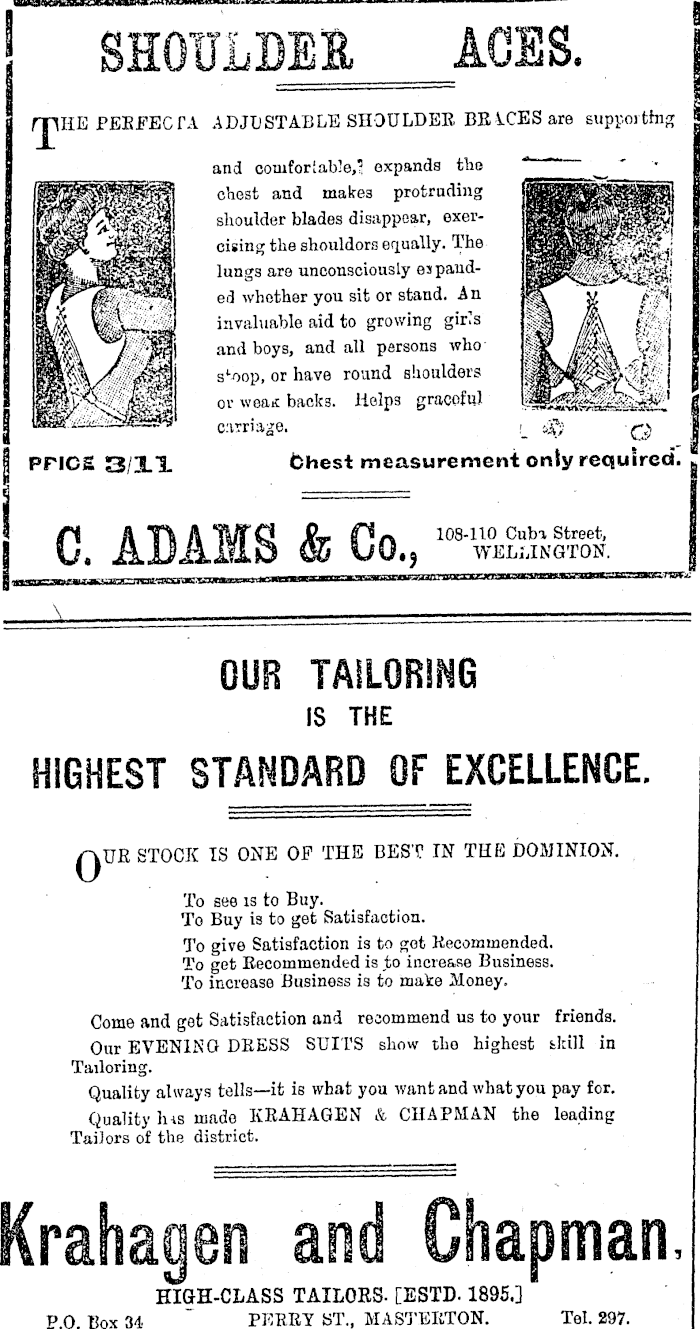 SHOULDER ACES.
THE PERFECTA ADJUSTABLE SHOULDER BRACES are supporting
and comfortable, expands the
chest and makes protruding
shoulder blades disappear, exer-
cising the shouldors equally. The
lungs are unconsciously expand-
ed whether you sit or stand. An
invaluable aid to growing girls
and boys, and all persons who
stoop, or have round shoulders
or weak backs. Helps graceful
carriage.
PRICE 3/11 Chest measurement only required.
C. ADAMS & Co., 108-110 Cuba Street,
WELLINGTON.
OUR TAILORING
IS THE
HIGHEST STANDARD OF EXCELLENCE.
OUR STOCK IS ONE OF THE BEST IN THE DOMINION.
To see is to Buy.
To Buy is to get Satisfaction.
To give Satisfaction is to get Recommended.
To get Recommended is to increase Business.
To increase Business is to make Money.
Come and get Satisfaction and recommend us to your friends.
Our EVENING DRESS SUITS show the highest skill in
Tailoring.
Quality always tells—it is what you want and what you pay for.
Quality has made KRAHAGEN & CHAPMAN the leading
Tailors of the district.
Krahagen and Chapman,
HIGH-CLASS TAILORS. [ESTD. 1895.]
P.O. Box 34 PERRY ST., MASTERTON. Tel. 297.